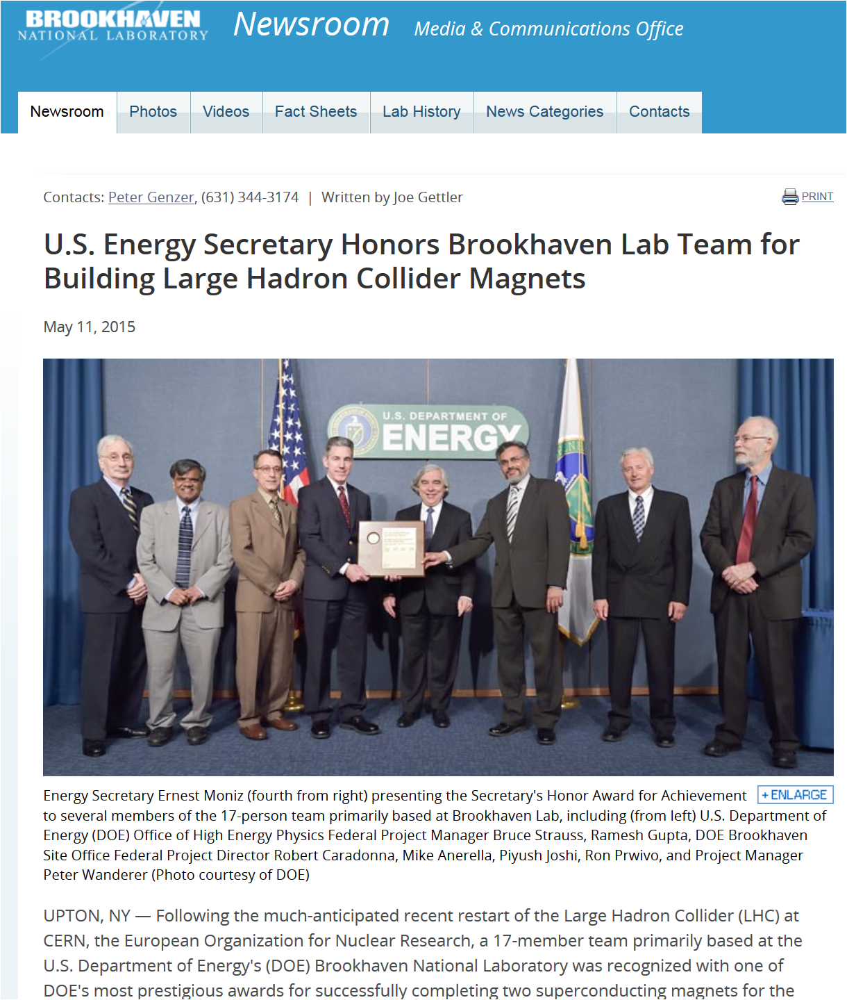 BROOKHAVEN
NATIONAL LABORATORY
Newsroom
Media & Communications Office
Newsroom
Photos
Videos
Fact Sheets
Lab History
News Categories
Contacts
Contacts: Peter Genzer, (631) 344-3174 | Written by Joe Gettler
PRINT
U.S. Energy Secretary Honors Brookhaven Lab Team for
Building Large Hadron Collider Magnets
May 11, 2015
U.S. DEPARTMENT OF
ENERGY
+ENLARGE
Energy Secretary Ernest Moniz (fourth from right) presenting the Secretary's Honor Award for Achievement
to several members of the 17-person team primarily based at Brookhaven Lab, including (from left) U.S. Department of
Energy (DOE) Office of High Energy Physics Federal Project Manager Bruce Strauss, Ramesh Gupta, DOE Brookhaven
Site Office Federal Project Director Robert Caradonna, Mike Anerella, Piyush Joshi, Ron Prwivo, and Project Manager
Peter Wanderer (Photo courtesy of DOE)
UPTON, NY — Following the much-anticipated recent restart of the Large Hadron Collider (LHC) at
CERN, the European Organization for Nuclear Research, a 17-member team primarily based at the
U.S. Department of Energy's (DOE) Brookhaven National Laboratory was recognized with one of
DOE's most prestigious awards for successfully completing two superconducting magnets for the